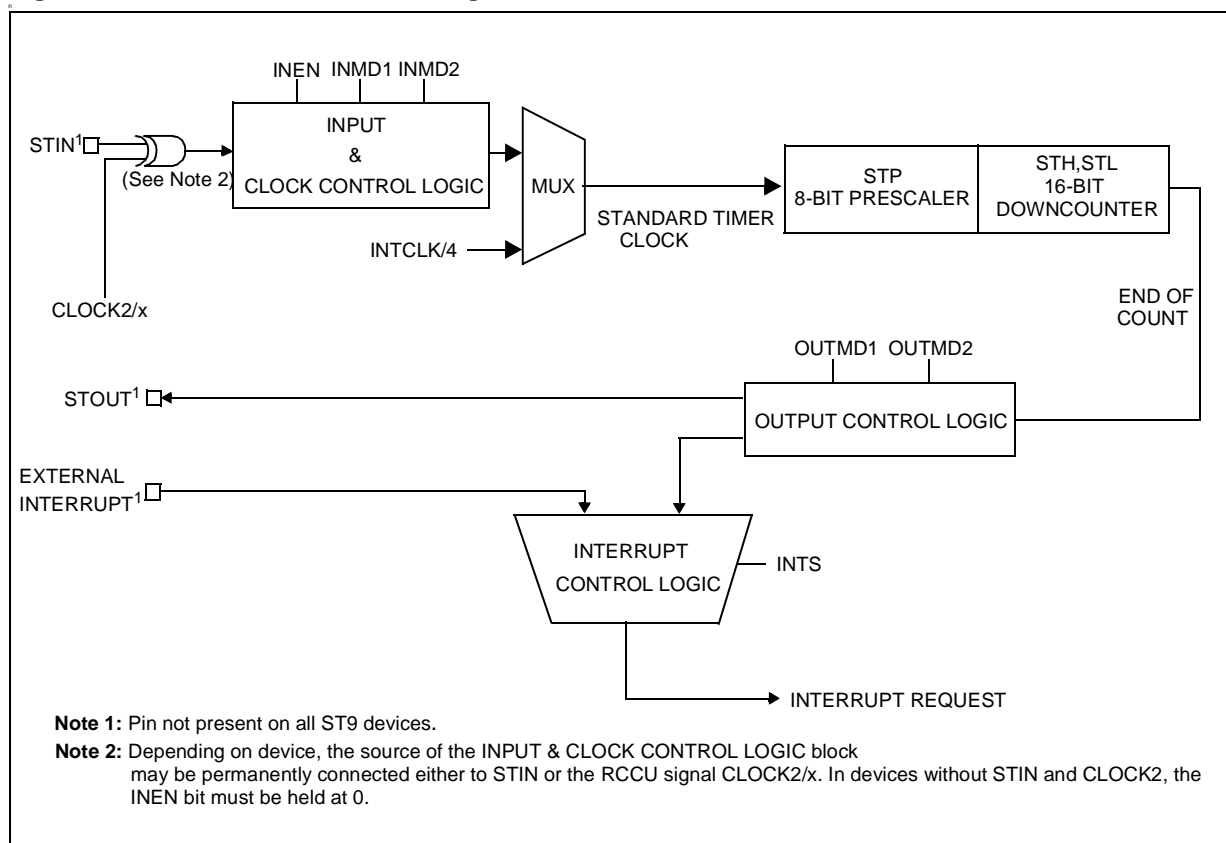 INEN INMD1 INMD2
STIN1
INPUT
&
CLOCK CONTROL LOGIC
(See Note 2)
MUX
INTCLK/4
CLOCK2/x
STANDARD TIMER
CLOCK
STP
8-BIT PRESCALER
STH,STL
16-BIT
DOWNCOUNTER
END OF
COUNT
OUTMD1 OUTMD2
STOUT1
OUTPUT CONTROL LOGIC
EXTERNAL
INTERRUPT1
INTERRUPT
CONTROL LOGIC
INTS
INTERRUPT REQUEST
Note 1: Pin not present on all ST9 devices.
Note 2: Depending on device, the source of the INPUT & CLOCK CONTROL LOGIC block
may be permanently connected either to STIN or the RCCU signal CLOCK2/x. In devices without STIN and CLOCK2, the
INEN bit must be held at 0.